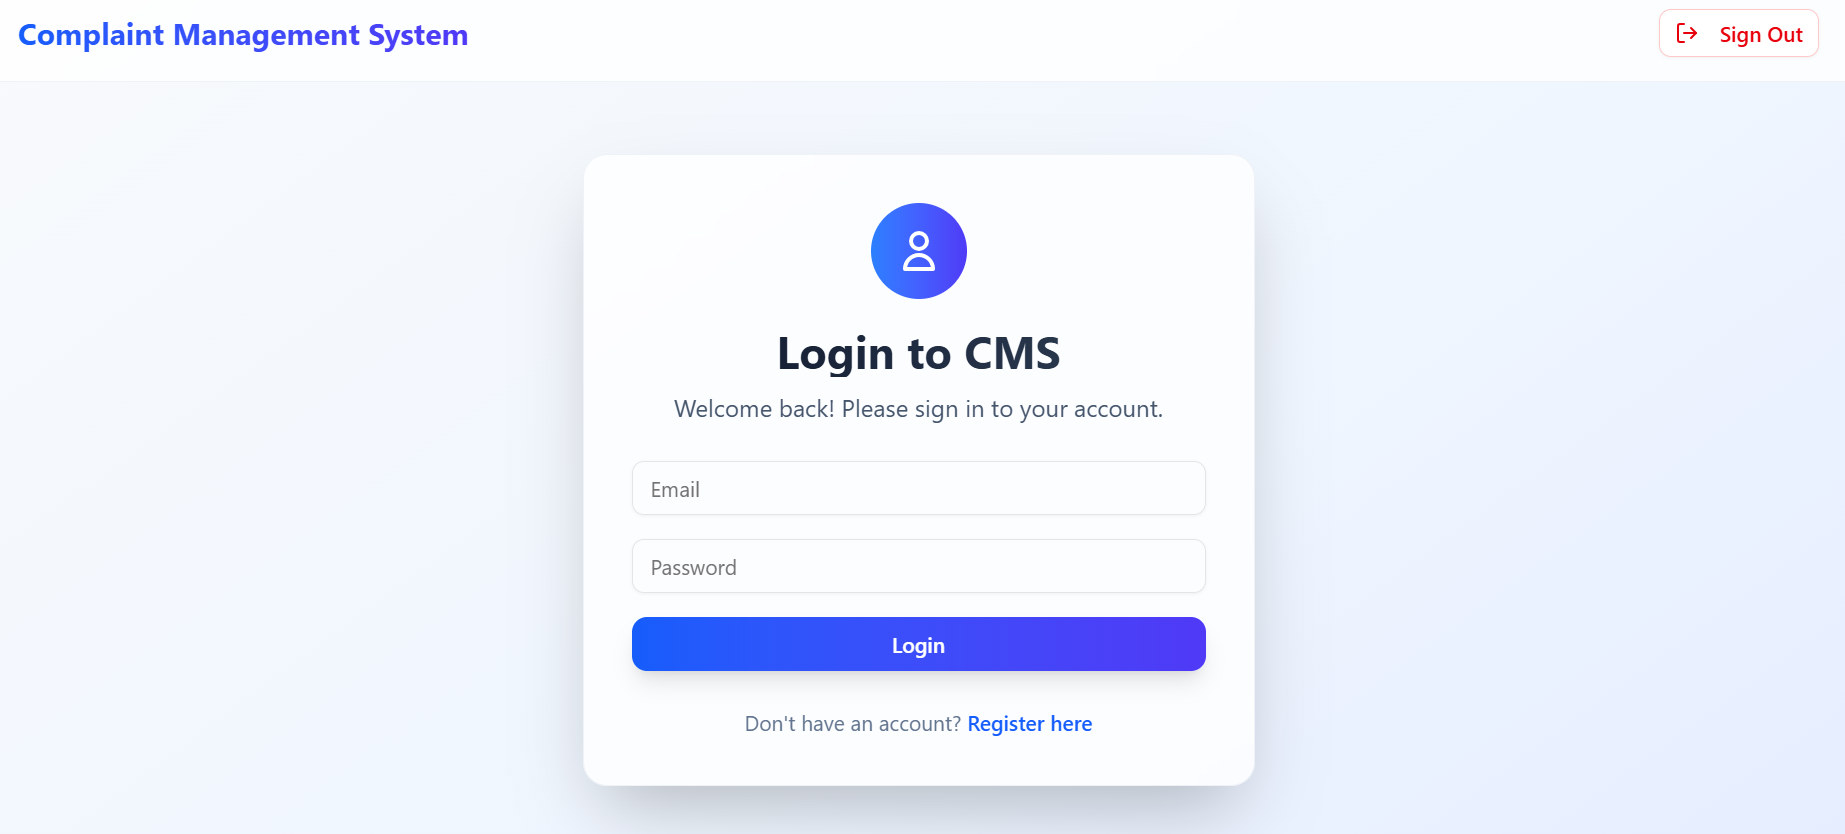 Complaint Management System
Sign Out
Login to CMS
Welcome back! Please sign in to your account.
Email
Password
Login
Don't have an account? Register here